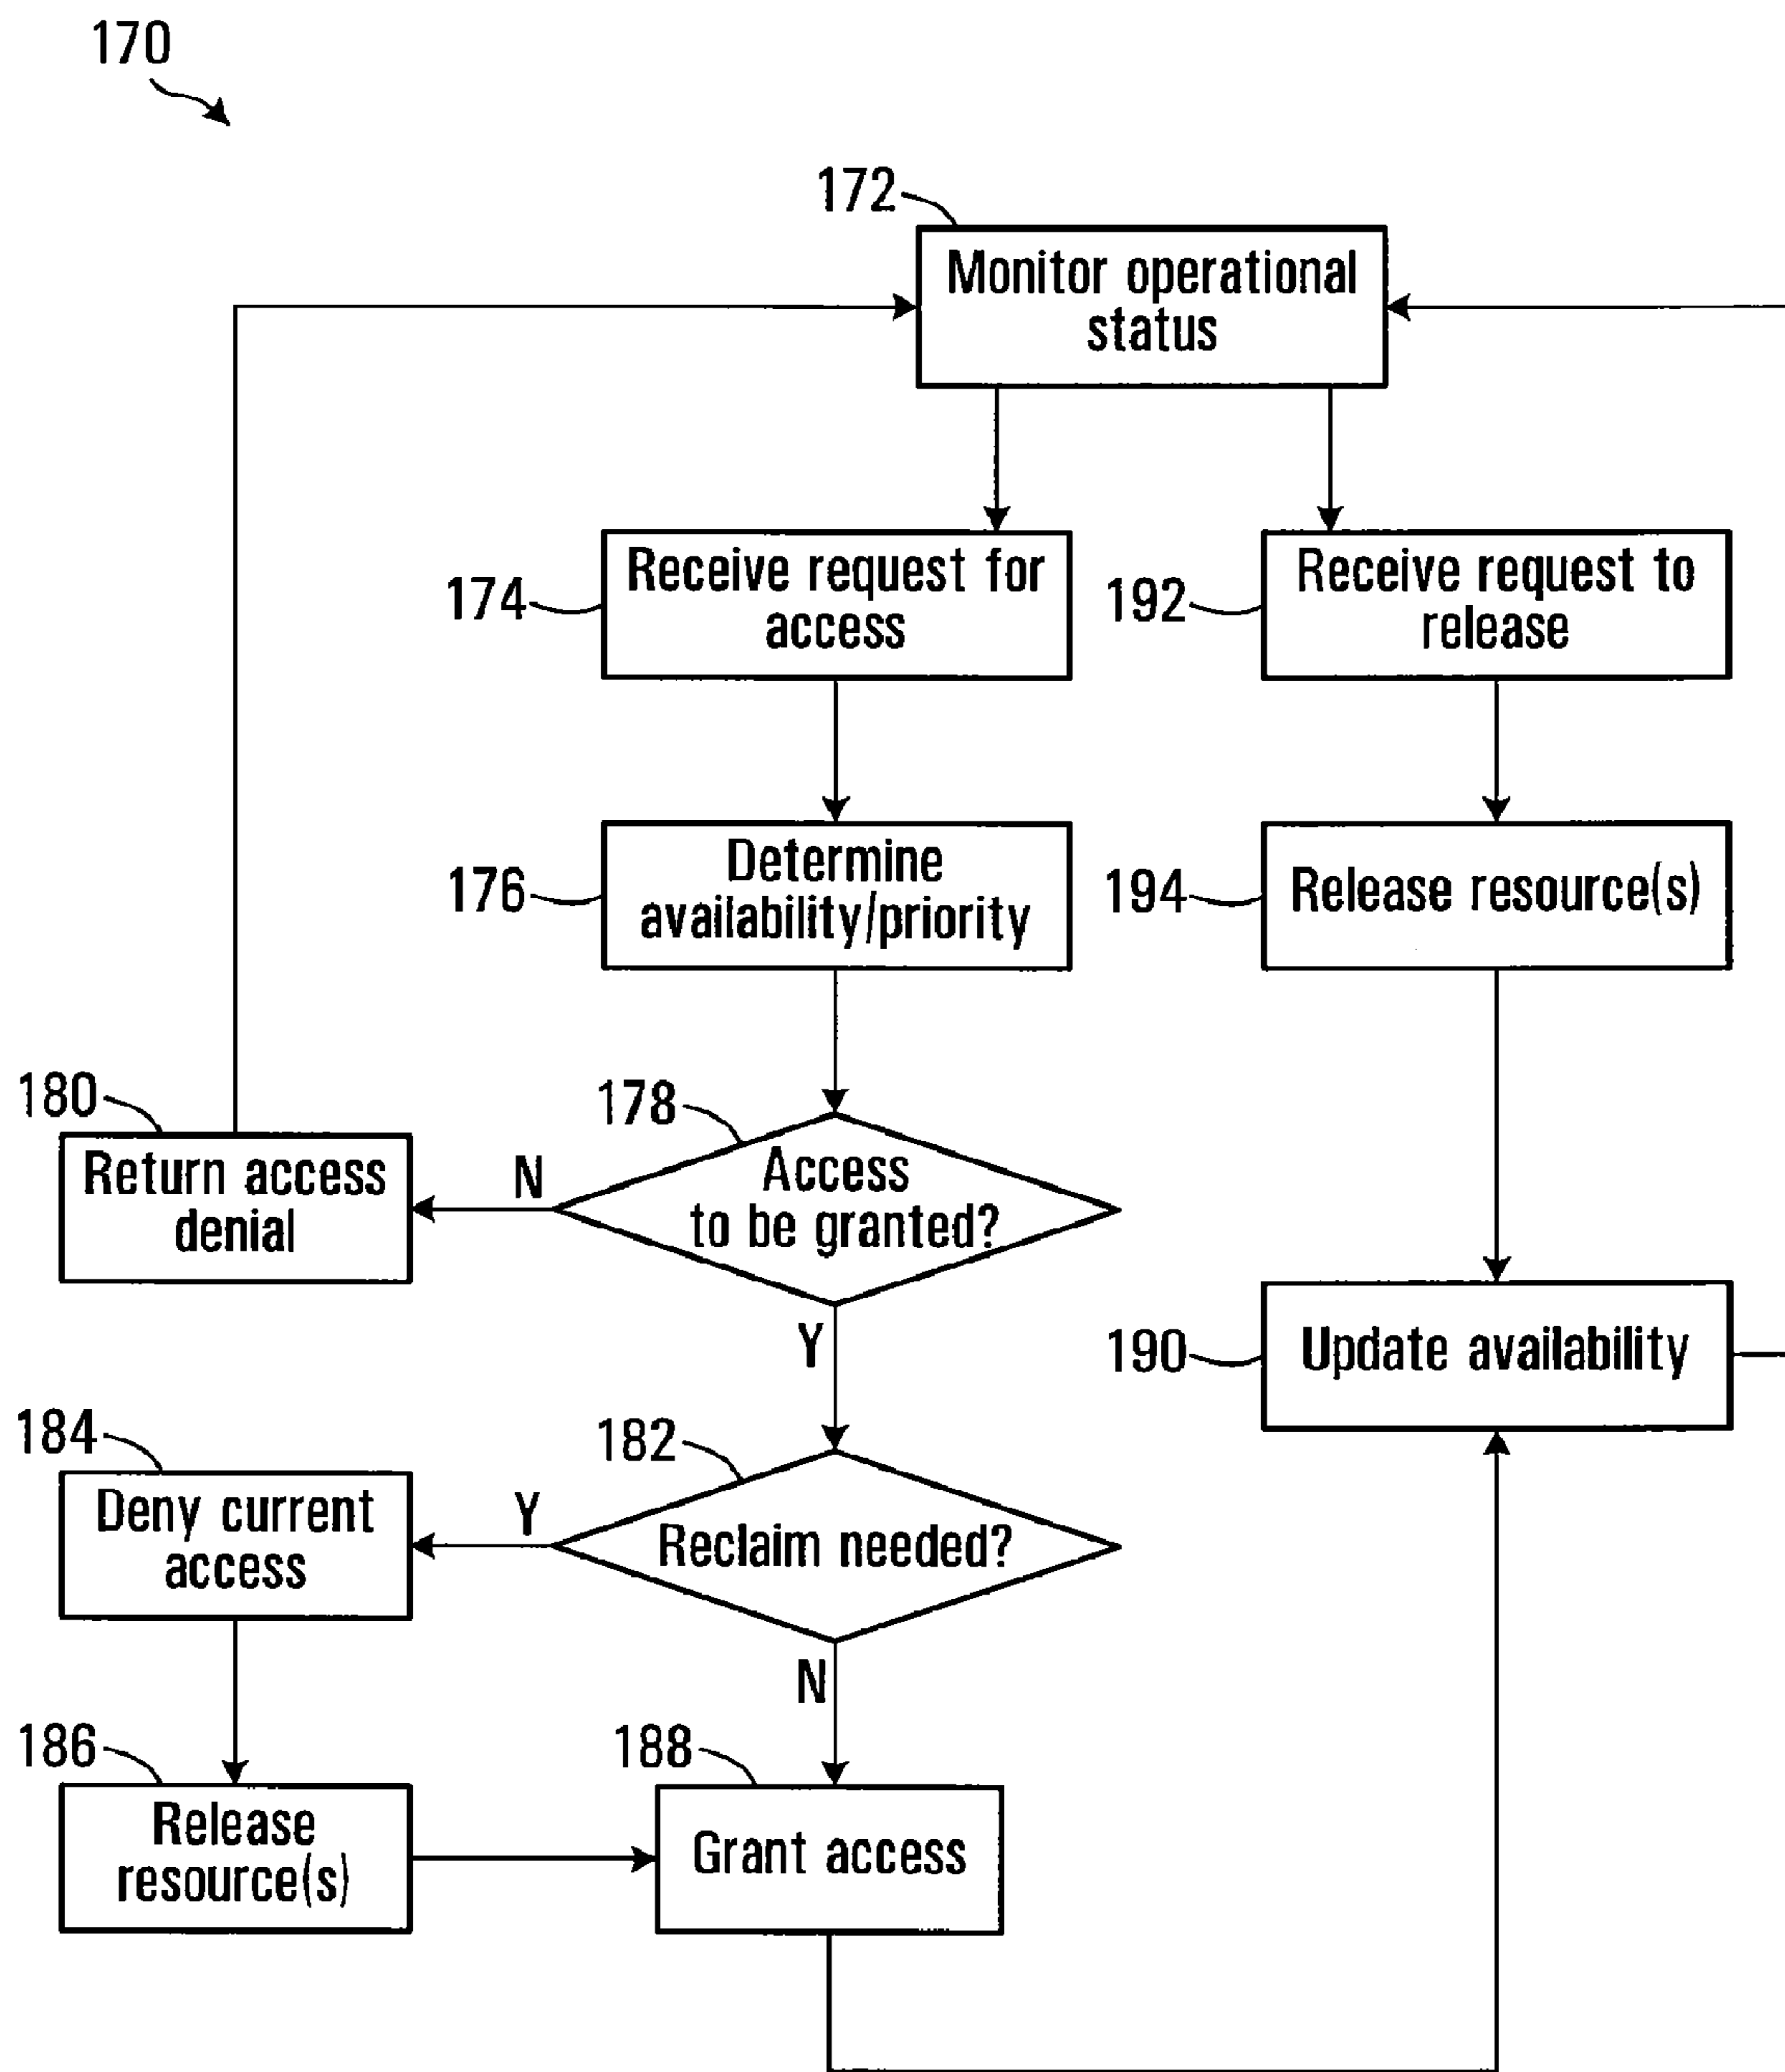 170
172
Monitor operational
status
174
Receive request for
access
192
Receive request to
release
176
Determine
availability/priority
194
Release resource(s)
180
Return access
denial
N
178
Access
to be granted?
Y
190
Update availability
184
Deny current
access
Y
182
Reclaim needed?
N
186
Release
resource(s)
188
Grant access